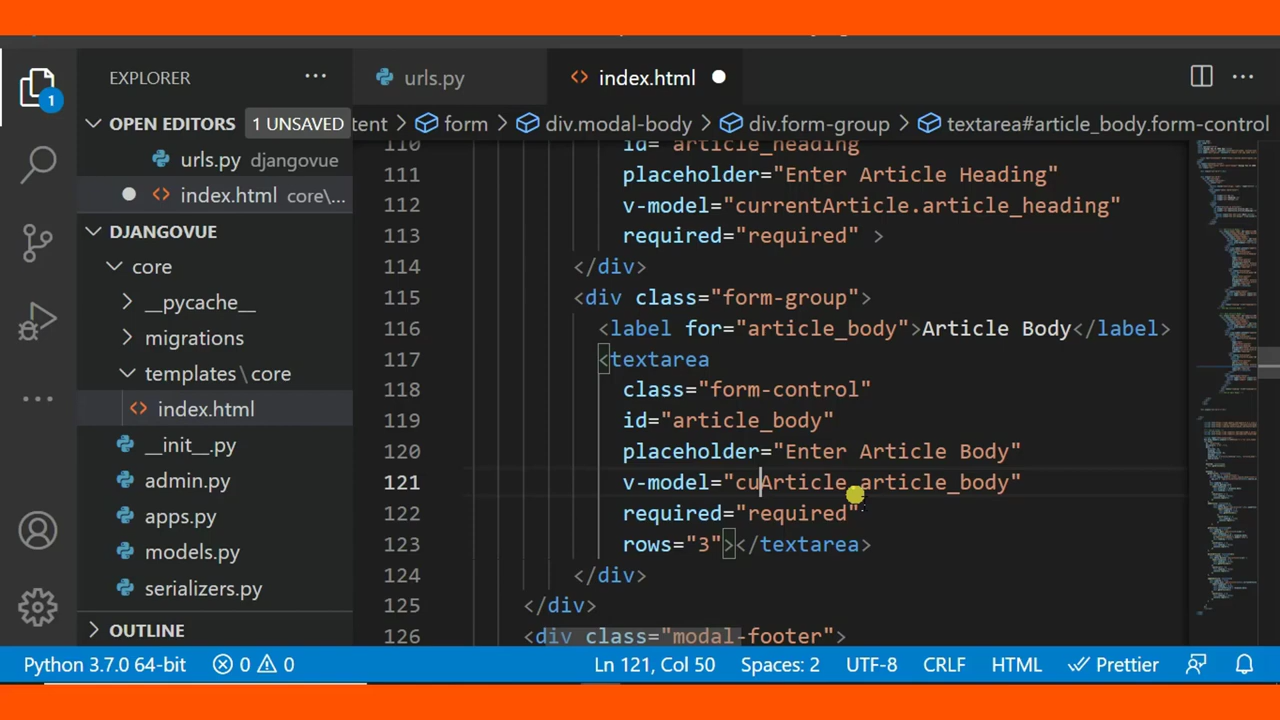 EXPLORER ···
urls.py
index.html
···
1
OPEN EDITORS 1 UNSAVED
tent > form > div.modal-body > div.form-group > textarea#article_body.form-control
urls.py djangovue
index.html core\...
DJANGOVUE
core
__pycache__
migrations
templates\core
index.html
__init__.py
admin.py
apps.py
models.py
serializers.py
OUTLINE
110 id="article_heading
111 placeholder="Enter Article Heading"
112 v-model="currentArticle.article_heading"
113 required="required" >
114 </div>
115 <div class="form-group">
116 <label for="article_body">Article Body</label>
117 <textarea
118 class="form-control"
119 id="article_body"
120 placeholder="Enter Article Body"
121 v-model="cuArticle.article_body"
122 required="required"
123 rows="3"></textarea>
124 </div>
125 </div>
126 <div class="modal-footer">
Python 3.7.0 64-bit 0 0 Ln 121, Col 50 Spaces: 2 UTF-8 CRLF HTML Prettier